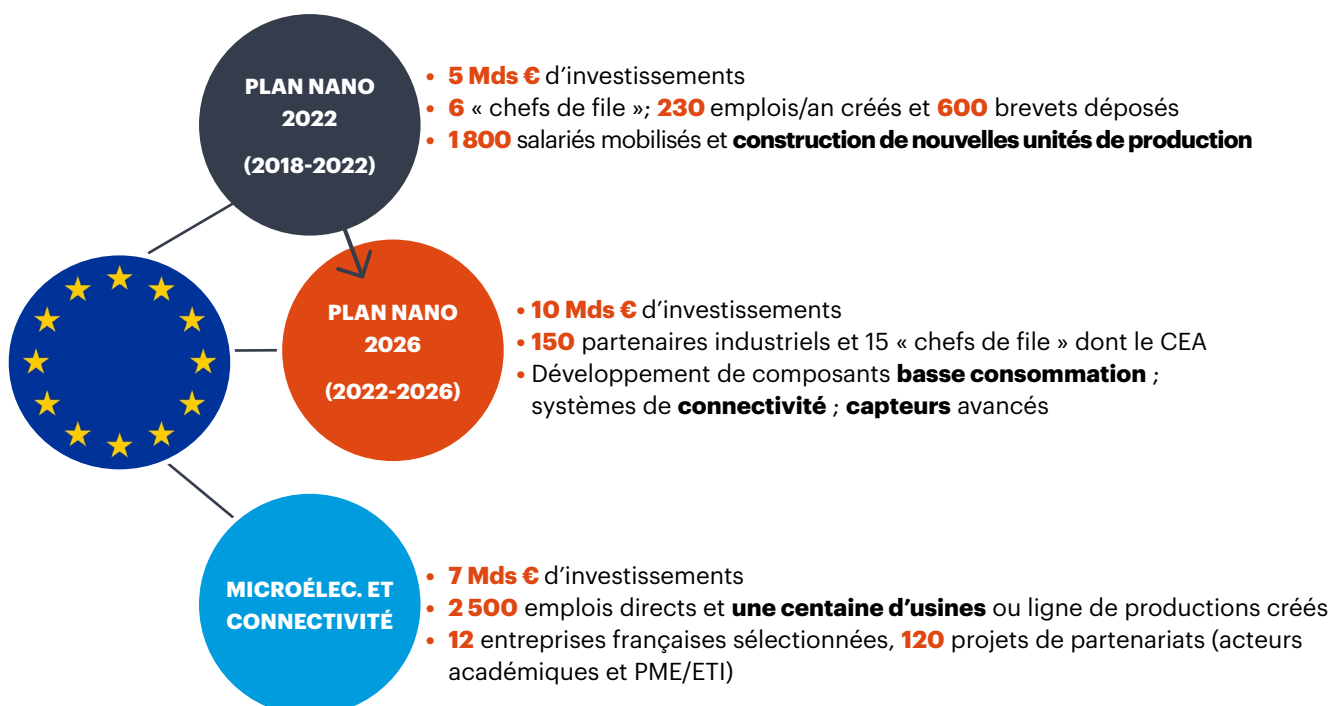 PLAN NANO
2022
(2018-2022)
• 5 Mds € d’investissements
• 6 « chefs de file »; 230 emplois/an créés et 600 brevets déposés
• 1 800 salariés mobilisés et construction de nouvelles unités de production
PLAN NANO
2026
(2022-2026)
• 10 Mds € d’investissements
• 150 partenaires industriels et 15 « chefs de file » dont le CEA
• Développement de composants basse consommation ;
systèmes de connectivité ; capteurs avancés
MICROÉLEC. ET
CONNECTIVITÉ
• 7 Mds € d’investissements
• 2 500 emplois directs et une centaine d’usines ou ligne de productions créés
• 12 entreprises françaises sélectionnées, 120 projets de partenariats (acteurs
académiques et PME/ETI)